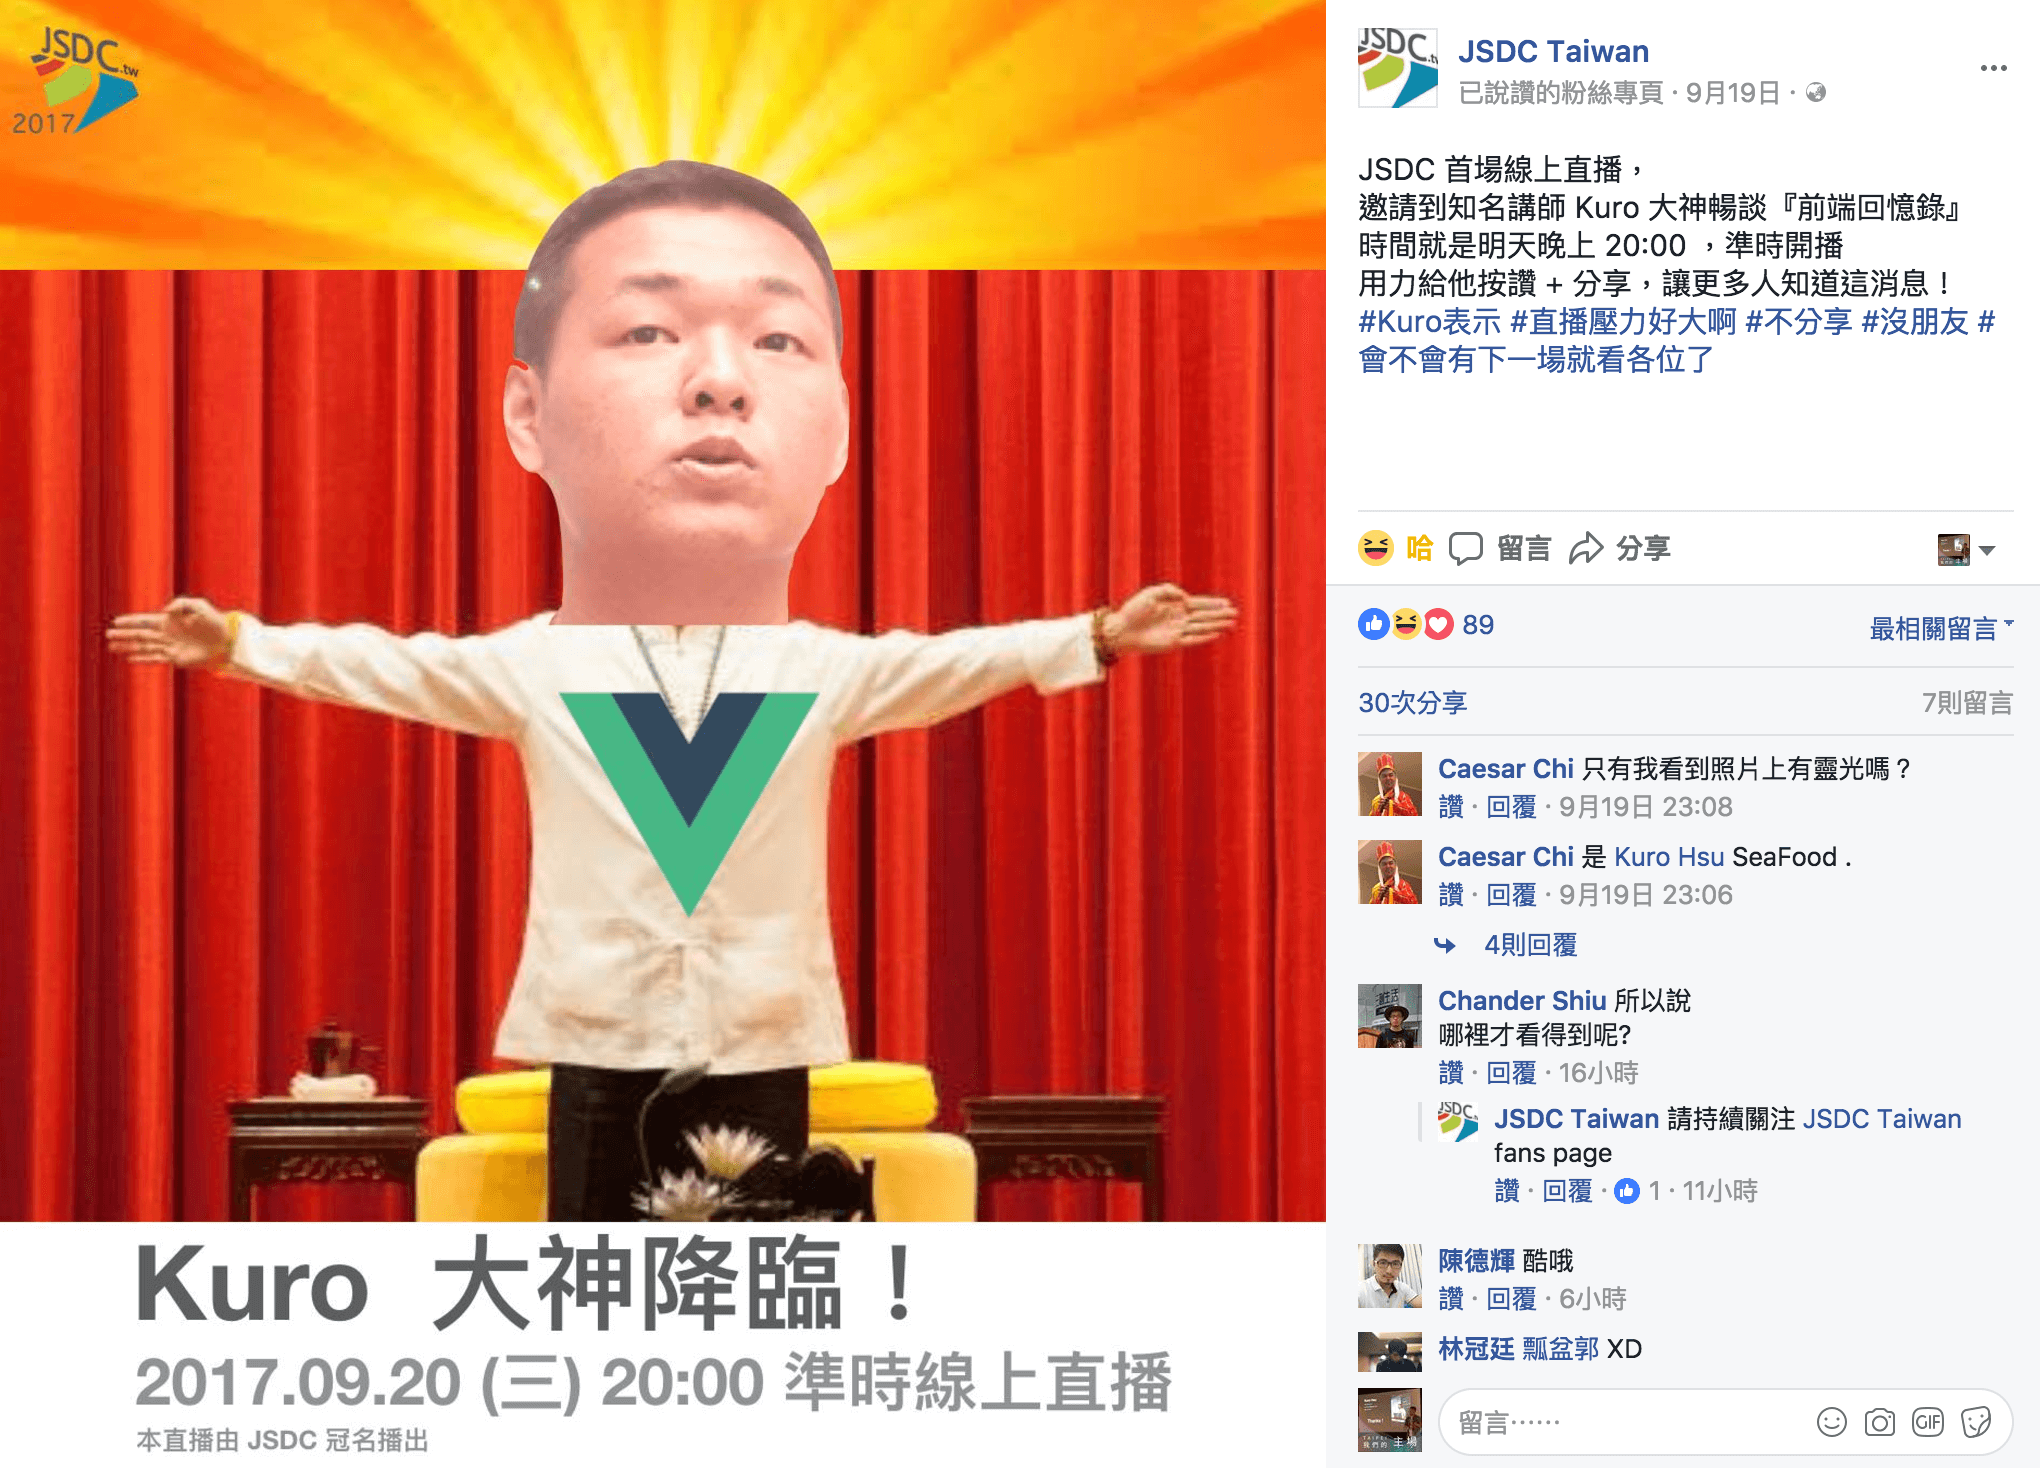 JSDC.tw
2017
Kuro 大神降臨！
2017.09.20 (三) 20:00 準時線上直播
本直播由 JSDC 冠名播出
JSDC.tw
JSDC Taiwan
已說讚的粉絲專頁 · 9月19日 ·
JSDC 首場線上直播，
邀請到知名講師 Kuro 大神暢談『前端回憶錄』
時間就是明天晚上 20:00 ，準時開播
用力給他按讚 + 分享，讓更多人知道這消息！
#Kuro表示 #直播壓力好大啊 #不分享 #沒朋友 #
會不會有下一場就看各位了
哈 留言 分享
89
最相關留言
30次分享
7則留言
Caesar Chi 只有我看到照片上有靈光嗎？
讚 · 回覆 · 9月19日 23:08
Caesar Chi 是 Kuro Hsu SeaFood .
讚 · 回覆 · 9月19日 23:06
4則回覆
Chander Shiu 所以說
哪裡才看得到呢?
讚 · 回覆 · 16小時
JSDC
JSDC Taiwan 請持續關注 JSDC Taiwan
fans page
讚 · 回覆 · 1 · 11小時
陳德輝 酷哦
讚 · 回覆 · 6小時
林冠廷 瓢盆郭 XD
Thanks !
TAIPEI
我們的 主場
留言……
GIF